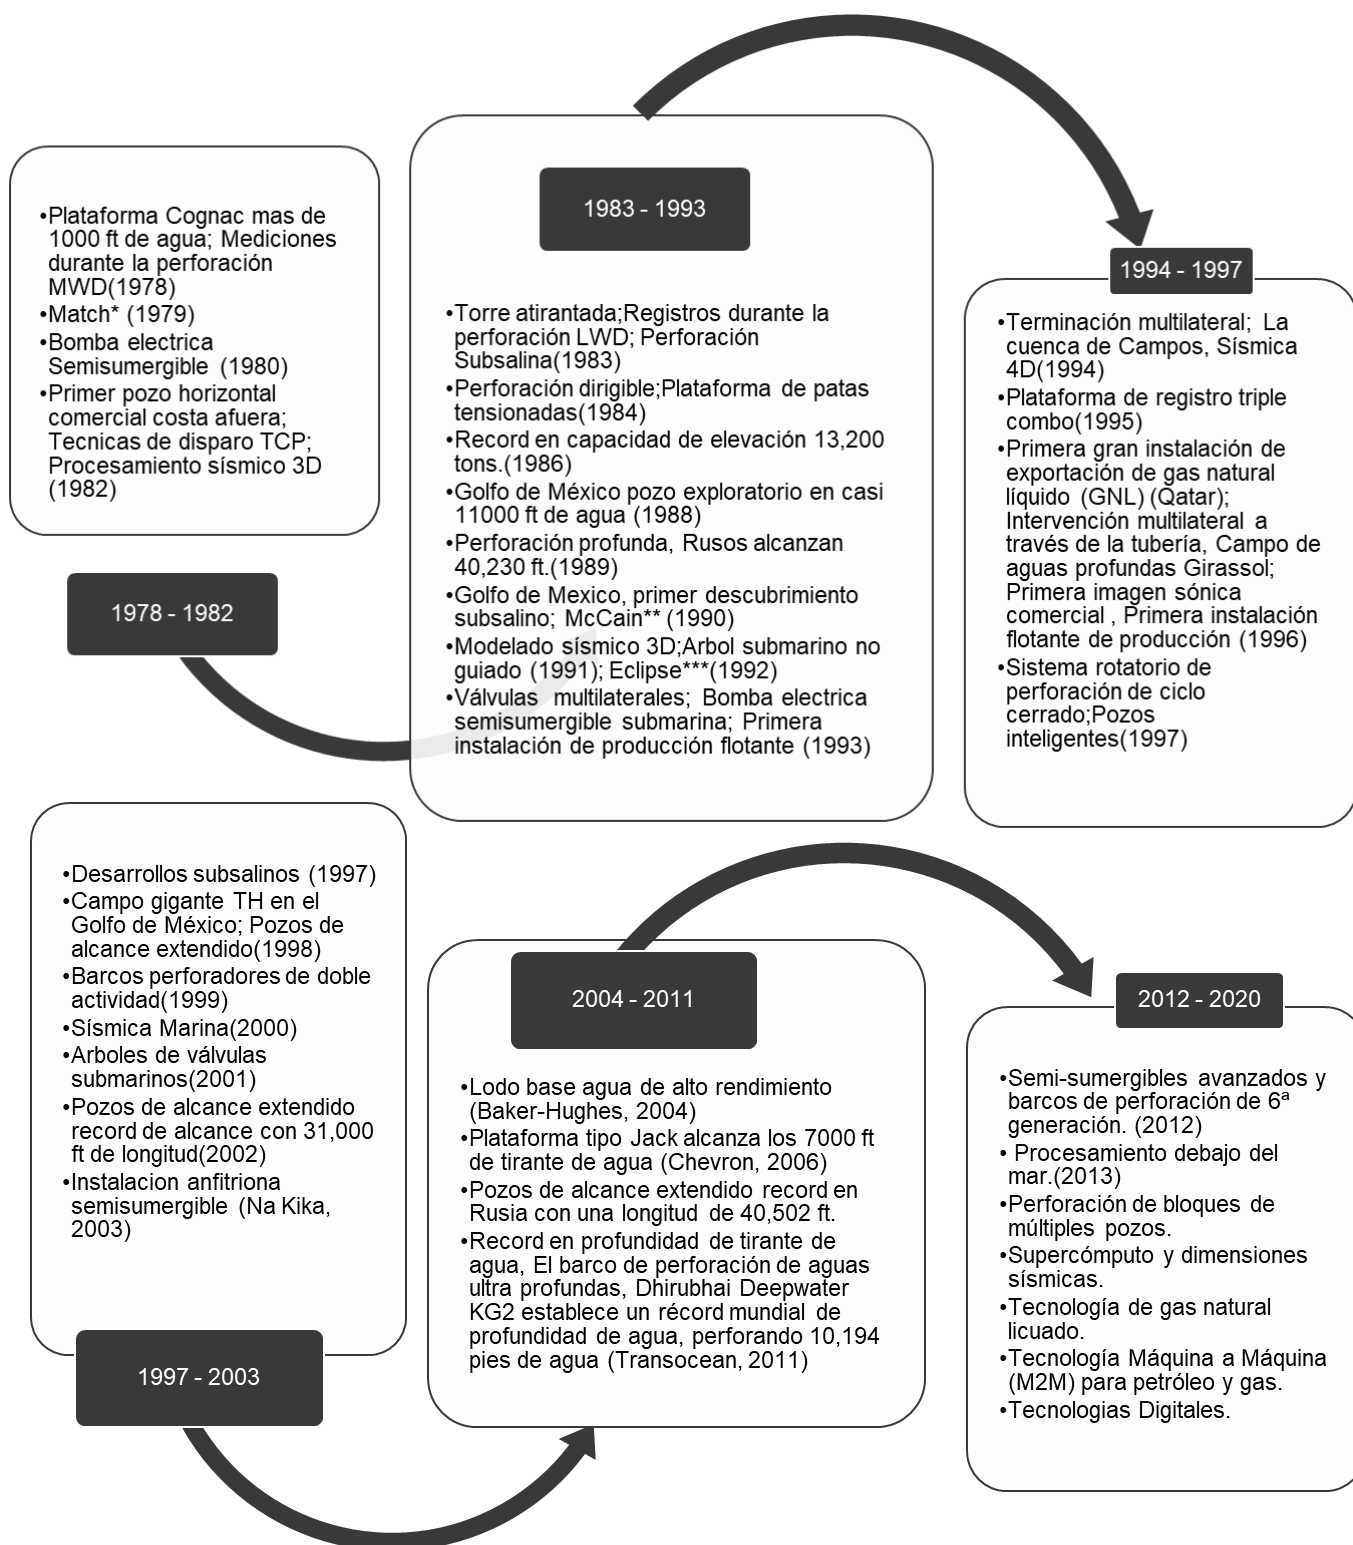 •Plataforma Cognac mas de
1000 ft de agua; Mediciones
durante la perforación
MWD(1978)
•Match* (1979)
•Bomba electrica
Semisumergible (1980)
•Primer pozo horizontal
comercial costa afuera;
Tecnicas de disparo TCP;
Procesamiento sísmico 3D
(1982)
1978 - 1982
1983 - 1993
•Torre atirantada;Registros durante la
perforación LWD; Perforación
Subsalina(1983)
•Perforación dirigible;Plataforma de patas
tensionadas(1984)
•Record en capacidad de elevación 13,200
tons.(1986)
•Golfo de México pozo exploratorio en casi
11000 ft de agua (1988)
•Perforación profunda, Rusos alcanzan
40,230 ft.(1989)
•Golfo de Mexico, primer descubrimiento
subsalino; McCain** (1990)
•Modelado sísmico 3D;Arbol submarino no
guiado (1991); Eclipse***(1992)
•Válvulas multilaterales; Bomba electrica
semisumergible submarina; Primera
instalación de producción flotante (1993)
1994 - 1997
•Terminación multilateral; La
cuenca de Campos, Sísmica
4D(1994)
•Plataforma de registro triple
combo(1995)
•Primera gran instalación de
exportación de gas natural
líquido (GNL) (Qatar);
Intervención multilateral a
través de la tubería, Campo de
aguas profundas Girassol;
Primera imagen sónica
comercial , Primera instalación
flotante de producción (1996)
•Sistema rotatorio de
perforación de ciclo
cerrado;Pozos
inteligentes(1997)
•Desarrollos subsalinos (1997)
•Campo gigante TH en el
Golfo de México; Pozos de
alcance extendido(1998)
•Barcos perforadores de doble
actividad(1999)
•Sísmica Marina(2000)
•Arboles de válvulas
submarinos(2001)
•Pozos de alcance extendido
record de alcance con 31,000
ft de longitud(2002)
•Instalacion anfitriona
semisumergible (Na Kika,
2003)
1997 - 2003
2004 - 2011
•Lodo base agua de alto rendimiento
(Baker-Hughes, 2004)
•Plataforma tipo Jack alcanza los 7000 ft
de tirante de agua (Chevron, 2006)
•Pozos de alcance extendido record en
Rusia con una longitud de 40,502 ft.
•Record en profundidad de tirante de
agua, El barco de perforación de aguas
ultra profundas, Dhirubhai Deepwater
KG2 establece un récord mundial de
profundidad de agua, perforando 10,194
pies de agua (Transocean, 2011)
2012 - 2020
•Semi-sumergibles avanzados y
barcos de perforación de 6ª
generación. (2012)
• Procesamiento debajo del
mar.(2013)
•Perforación de bloques de
múltiples pozos.
•Supercómputo y dimensiones
sísmicas.
•Tecnología de gas natural
licuado.
•Tecnología Máquina a Máquina
(M2M) para petróleo y gas.
•Tecnologias Digitales.